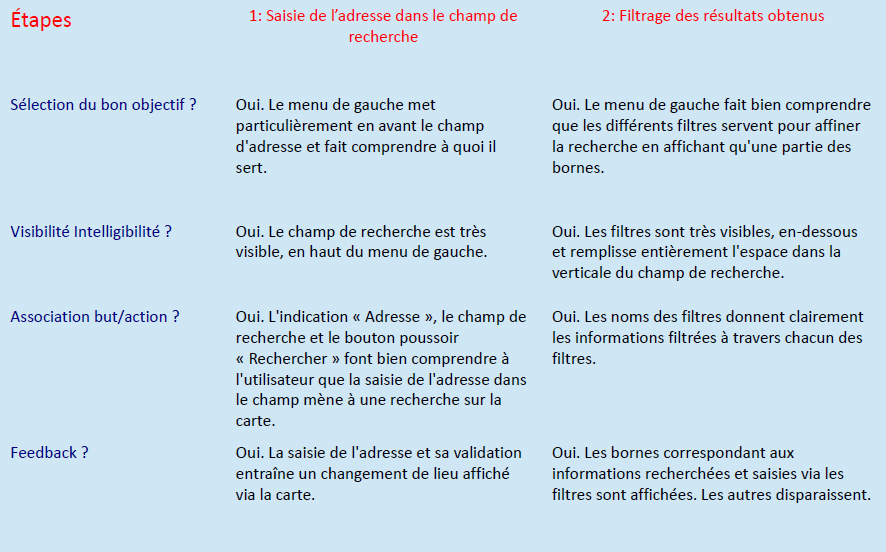 Étapes
1: Saisie de l’adresse dans le champ de
recherche
2: Filtrage des résultats obtenus
Sélection du bon objectif ?
Oui. Le menu de gauche met
particulièrement en avant le champ
d'adresse et fait comprendre à quoi il
sert.
Oui. Le menu de gauche fait bien comprendre
que les différents filtres servent pour affiner
la recherche en affichant qu'une partie des
bornes.
Visibilité Intelligibilité ?
Oui. Le champ de recherche est très
visible, en haut du menu de gauche.
Oui. Les filtres sont très visibles, en-dessous
et remplisse entièrement l'espace dans la
verticale du champ de recherche.
Association but/action ?
Oui. L'indication « Adresse », le champ de
recherche et le bouton poussoir
« Rechercher » font bien comprendre à
l'utilisateur que la saisie de l'adresse dans
le champ mène à une recherche sur la
carte.
Oui. Les noms des filtres donnent clairement
les informations filtrées à travers chacun des
filtres.
Feedback ?
Oui. La saisie de l'adresse et sa validation
entraîne un changement de lieu affiché
via la carte.
Oui. Les bornes correspondant aux
informations recherchées et saisies via les
filtres sont affichées. Les autres disparaissent.